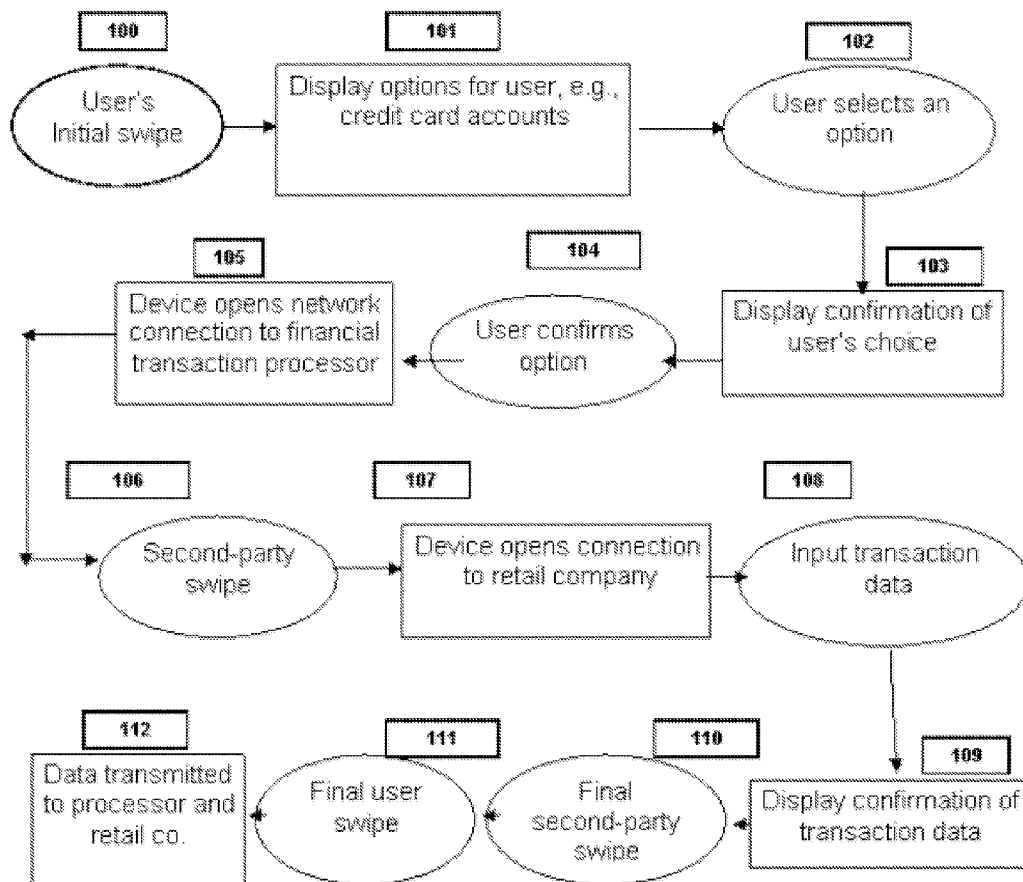 100
User's
Initial swipe
101
Display options for user, e.g.,
credit card accounts
102
User selects an
option
103
Display confirmation of
user's choice
104
User confirms
option
105
Device opens network
connection to financial
transaction processor
106
Second-party
swipe
107
Device opens connection
to retail company
108
Input transaction
data
109
Display confirmation of
transaction data
110
Final
second-party
swipe
111
Final user
swipe
112
Data transmitted
to processor and
retail co.